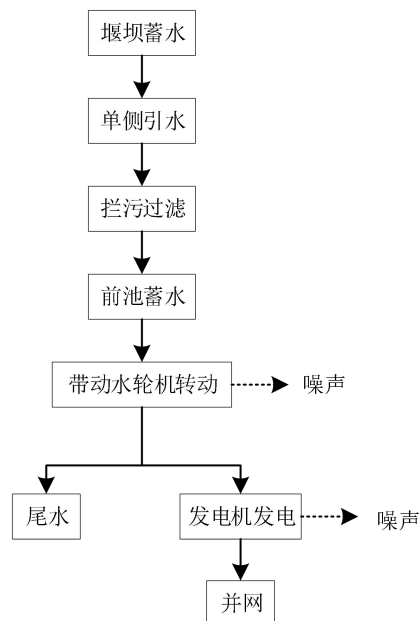 堰坝蓄水
单侧引水
拦污过滤
前池蓄水
带动水轮机转动
噪声
尾水
发电机发电
噪声
并网